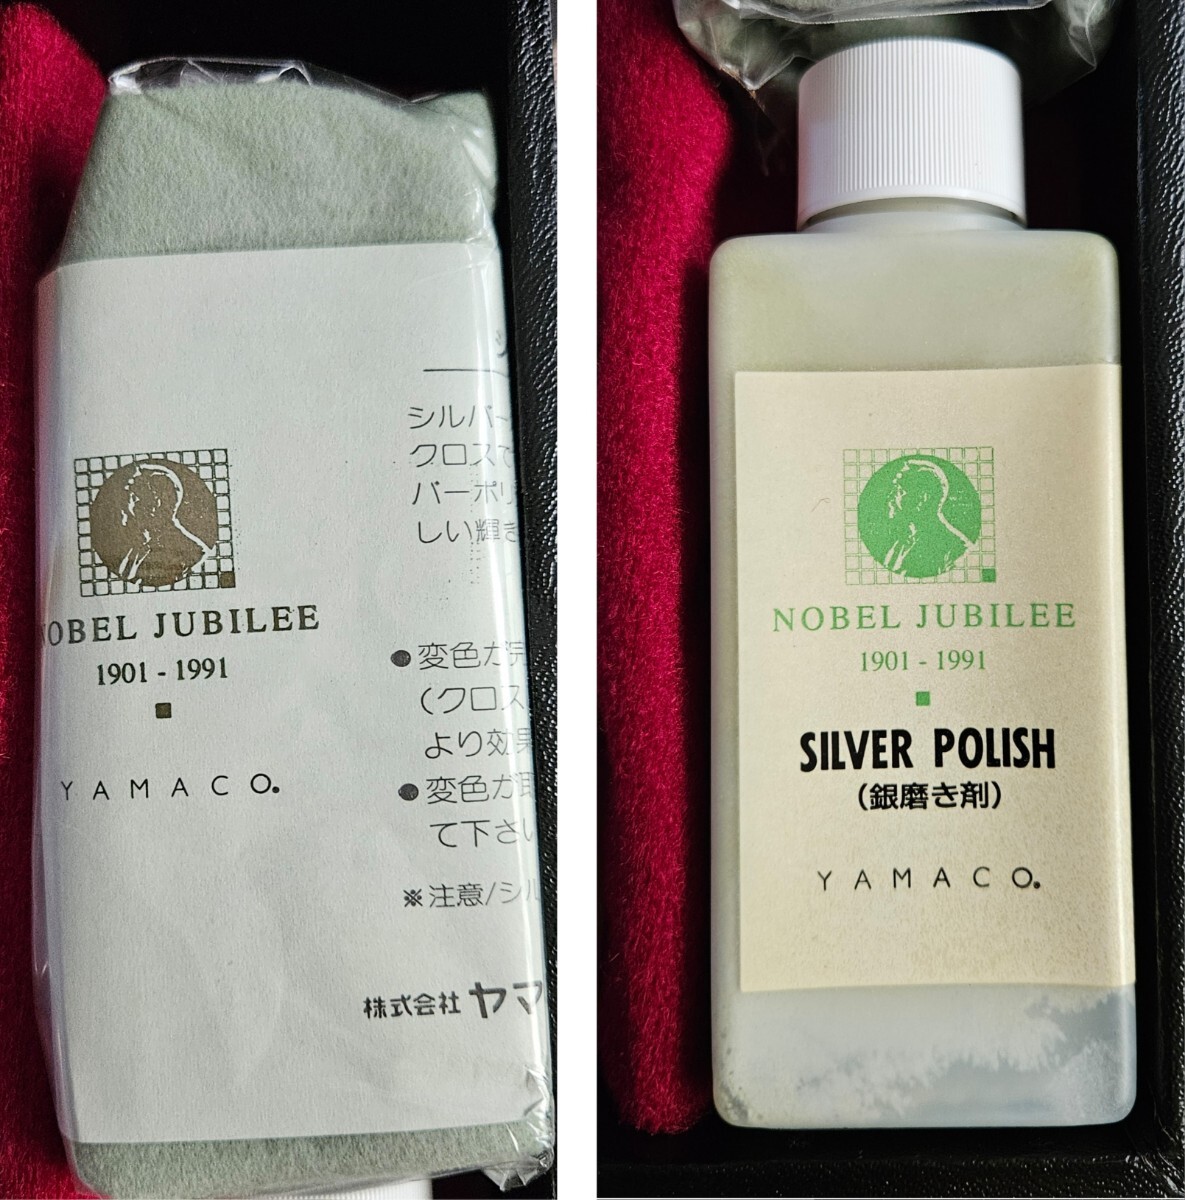 シルバー
クロスで
バーポリ
しい輝き
NOBEL JUBILEE
1901 - 1991
YAMACO.
●変色が完
(クロス
より効果
●変色が取
て下さい
※注意/シル
株式会社 ヤマ
NOBEL JUBILEE
1901 - 1991
SILVER POLISH
(銀磨き剤)
YAMACO.